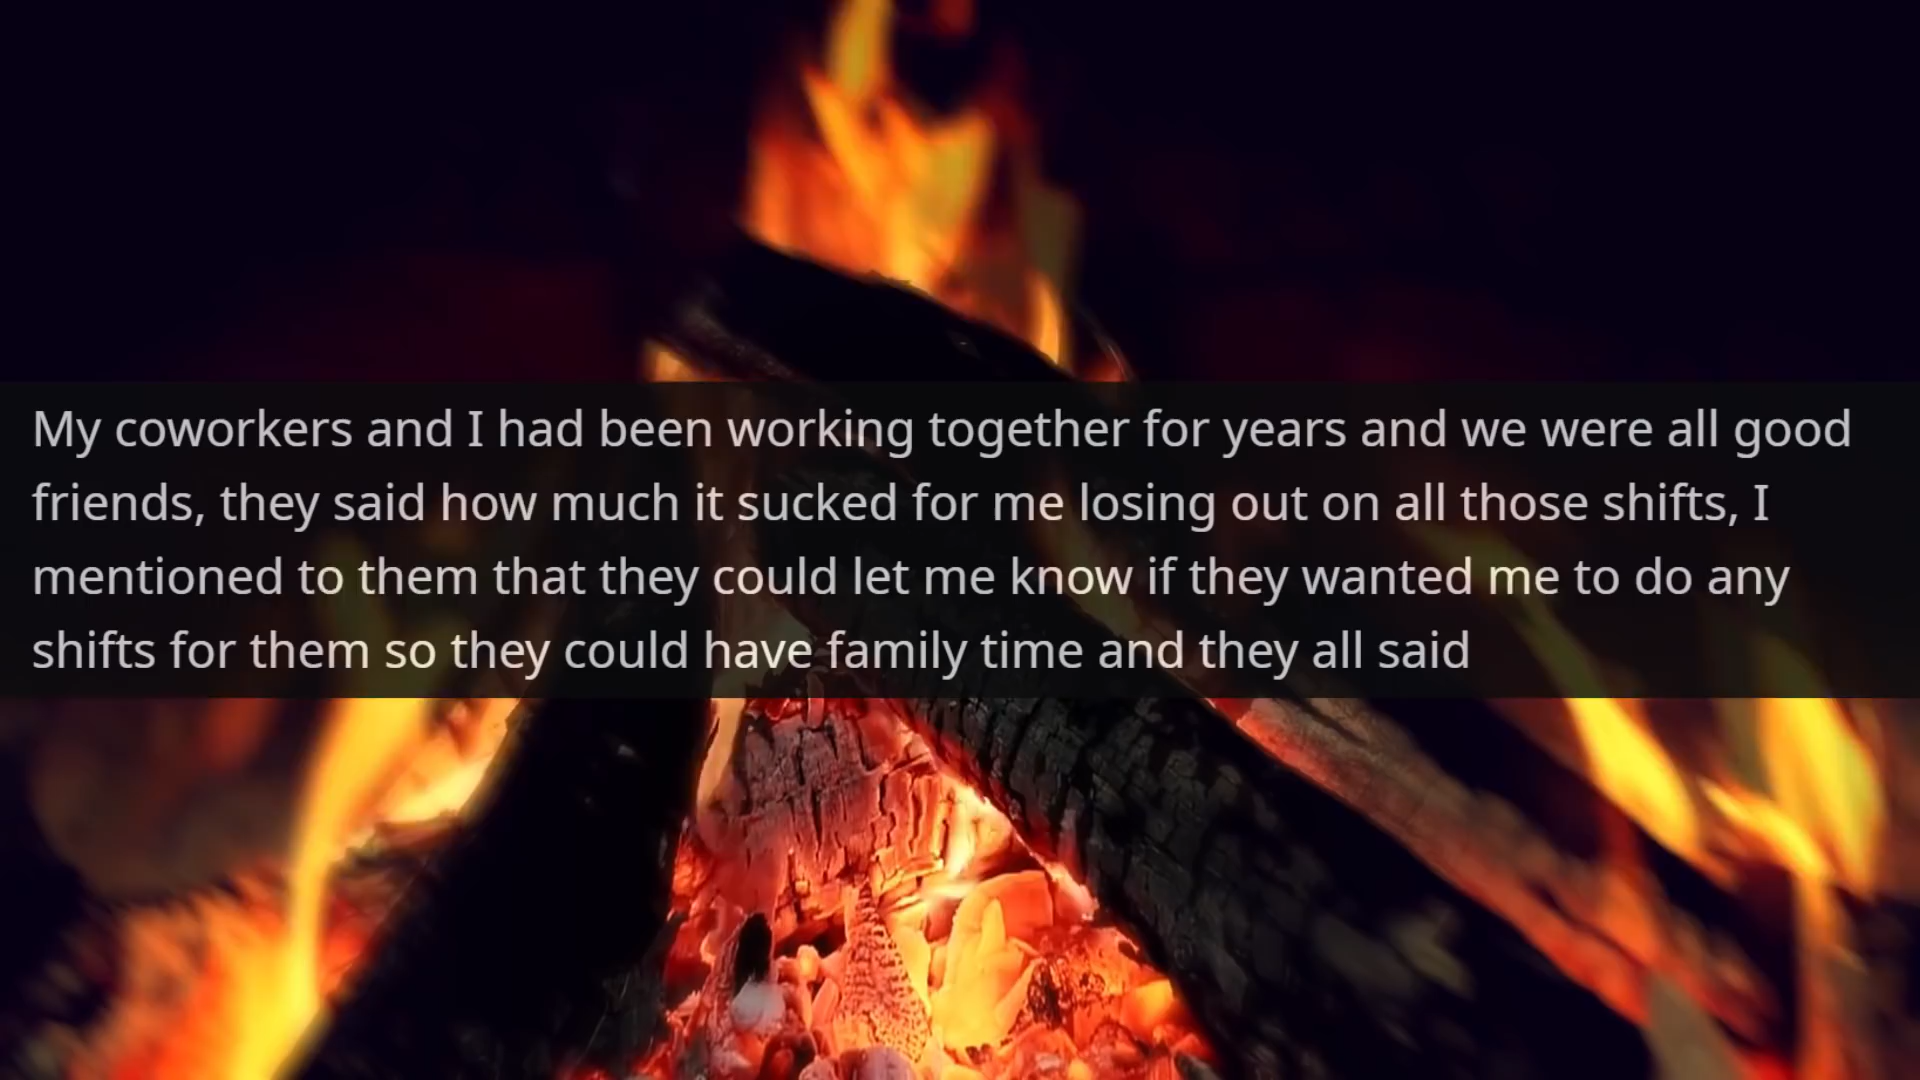 My coworkers and I had been working together for years and we were all good
friends, they said how much it sucked for me losing out on all those shifts, I
mentioned to them that they could let me know if they wanted me to do any
shifts for them so they could have family time and they all said